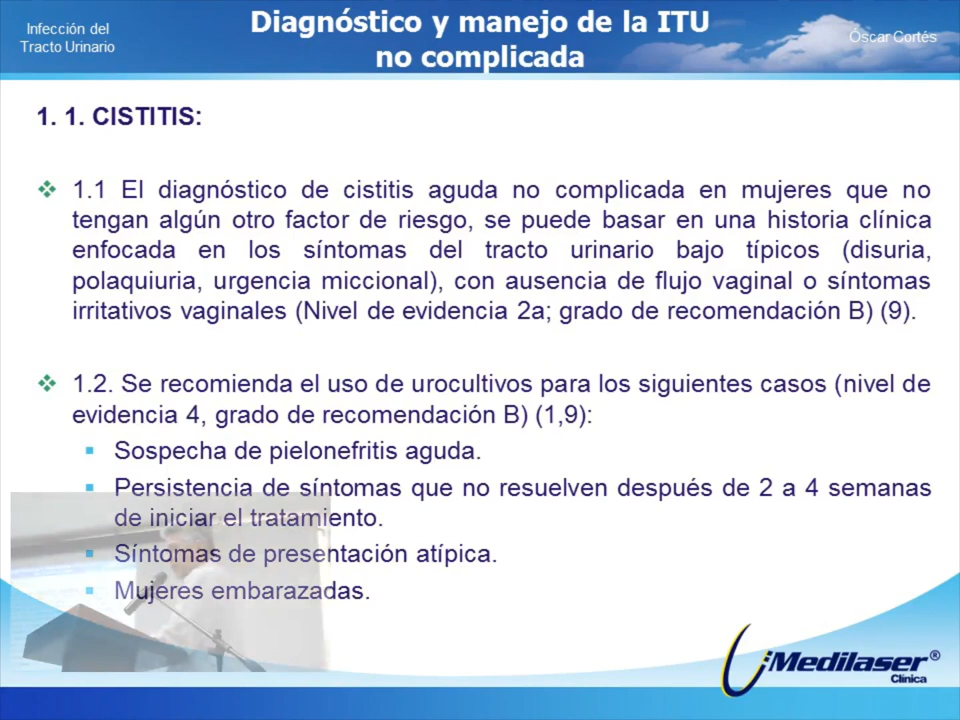 Infección del
Tracto Urinario
Diagnóstico y manejo de la ITU
no complicada
Óscar Cortés
1. 1. CISTITIS:
❖ 1.1 El diagnóstico de cistitis aguda no complicada en mujeres que no
tengan algún otro factor de riesgo, se puede basar en una historia clínica
enfocada en los síntomas del tracto urinario bajo típicos (disuria,
polaquiuria, urgencia miccional), con ausencia de flujo vaginal o síntomas
irritativos vaginales (Nivel de evidencia 2a; grado de recomendación B) (9).
❖ 1.2. Se recomienda el uso de urocultivos para los siguientes casos (nivel de
evidencia 4, grado de recomendación B) (1,9):
▪ Sospecha de pielonefritis aguda.
▪ Persistencia de síntomas que no resuelven después de 2 a 4 semanas
de iniciar el tratamiento.
▪ Síntomas de presentación atípica.
▪ Mujeres embarazadas.
Medilaser®
Clínica